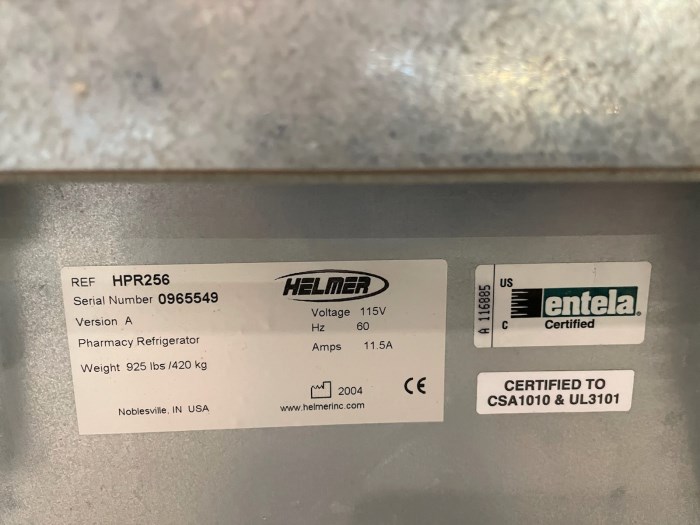 REF HPR256
Serial Number 0965549
Version A
Pharmacy Refrigerator
Weight 925 lbs /420 kg
Noblesville, IN USA
HELMER
Voltage 115V
Hz 60
Amps 11.5A
2004
CE
www.helmerinc.com
A 116885
US
C
entela®
Certified
CERTIFIED TO
CSA1010 & UL3101